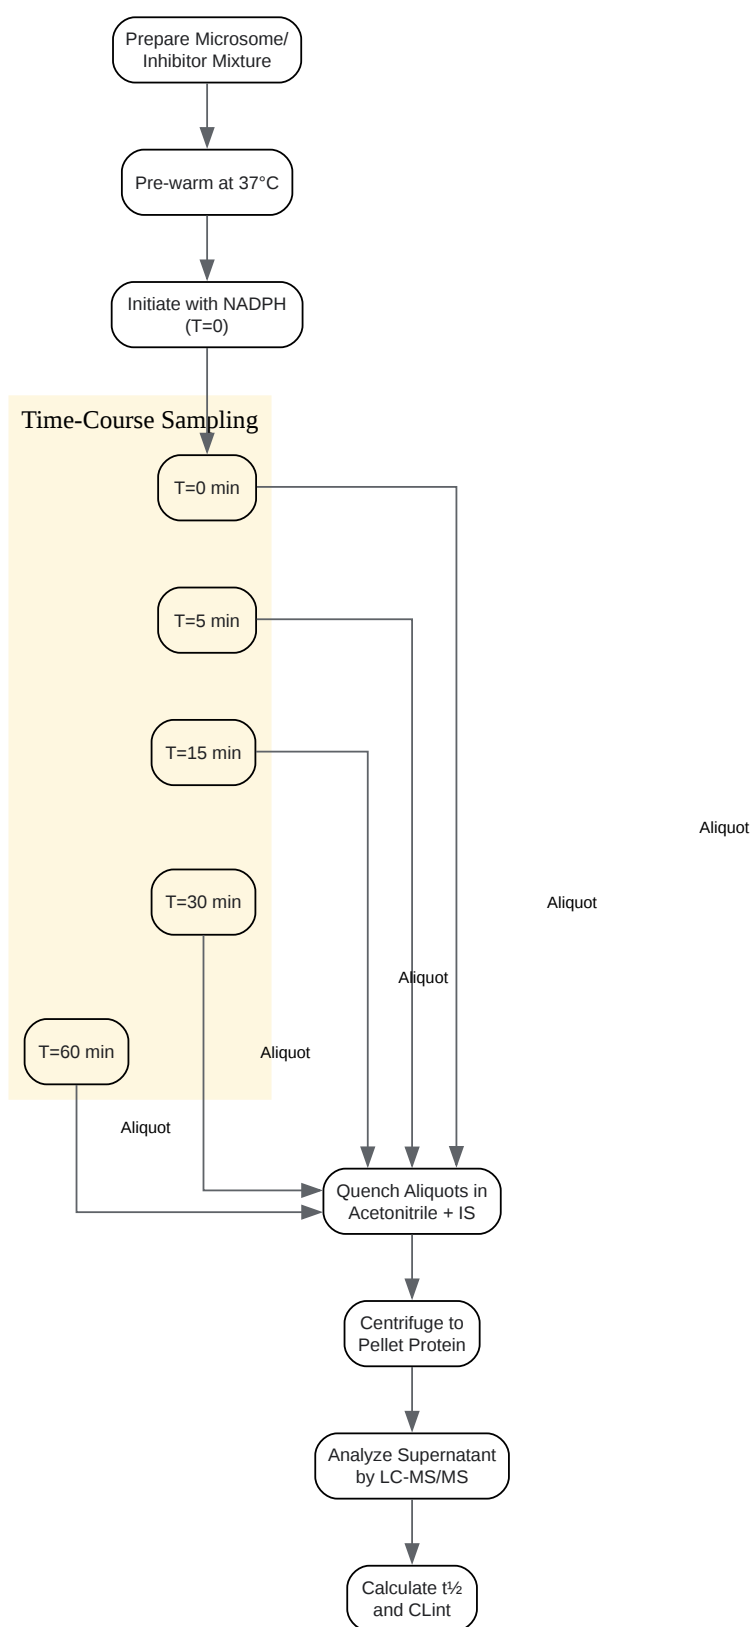 Prepare Microsome/
Inhibitor Mixture
Pre-warm at 37°C
Initiate with NADPH
(T=0)
Time-Course Sampling
T=0 min
T=5 min
T=15 min
Aliquot
T=30 min
Aliquot
Aliquot
T=60 min
Aliquot
Aliquot
Quench Aliquots in
Acetonitrile + IS
Centrifuge to
Pellet Protein
Analyze Supernatant
by LC-MS/MS
Calculate t½
and CLint